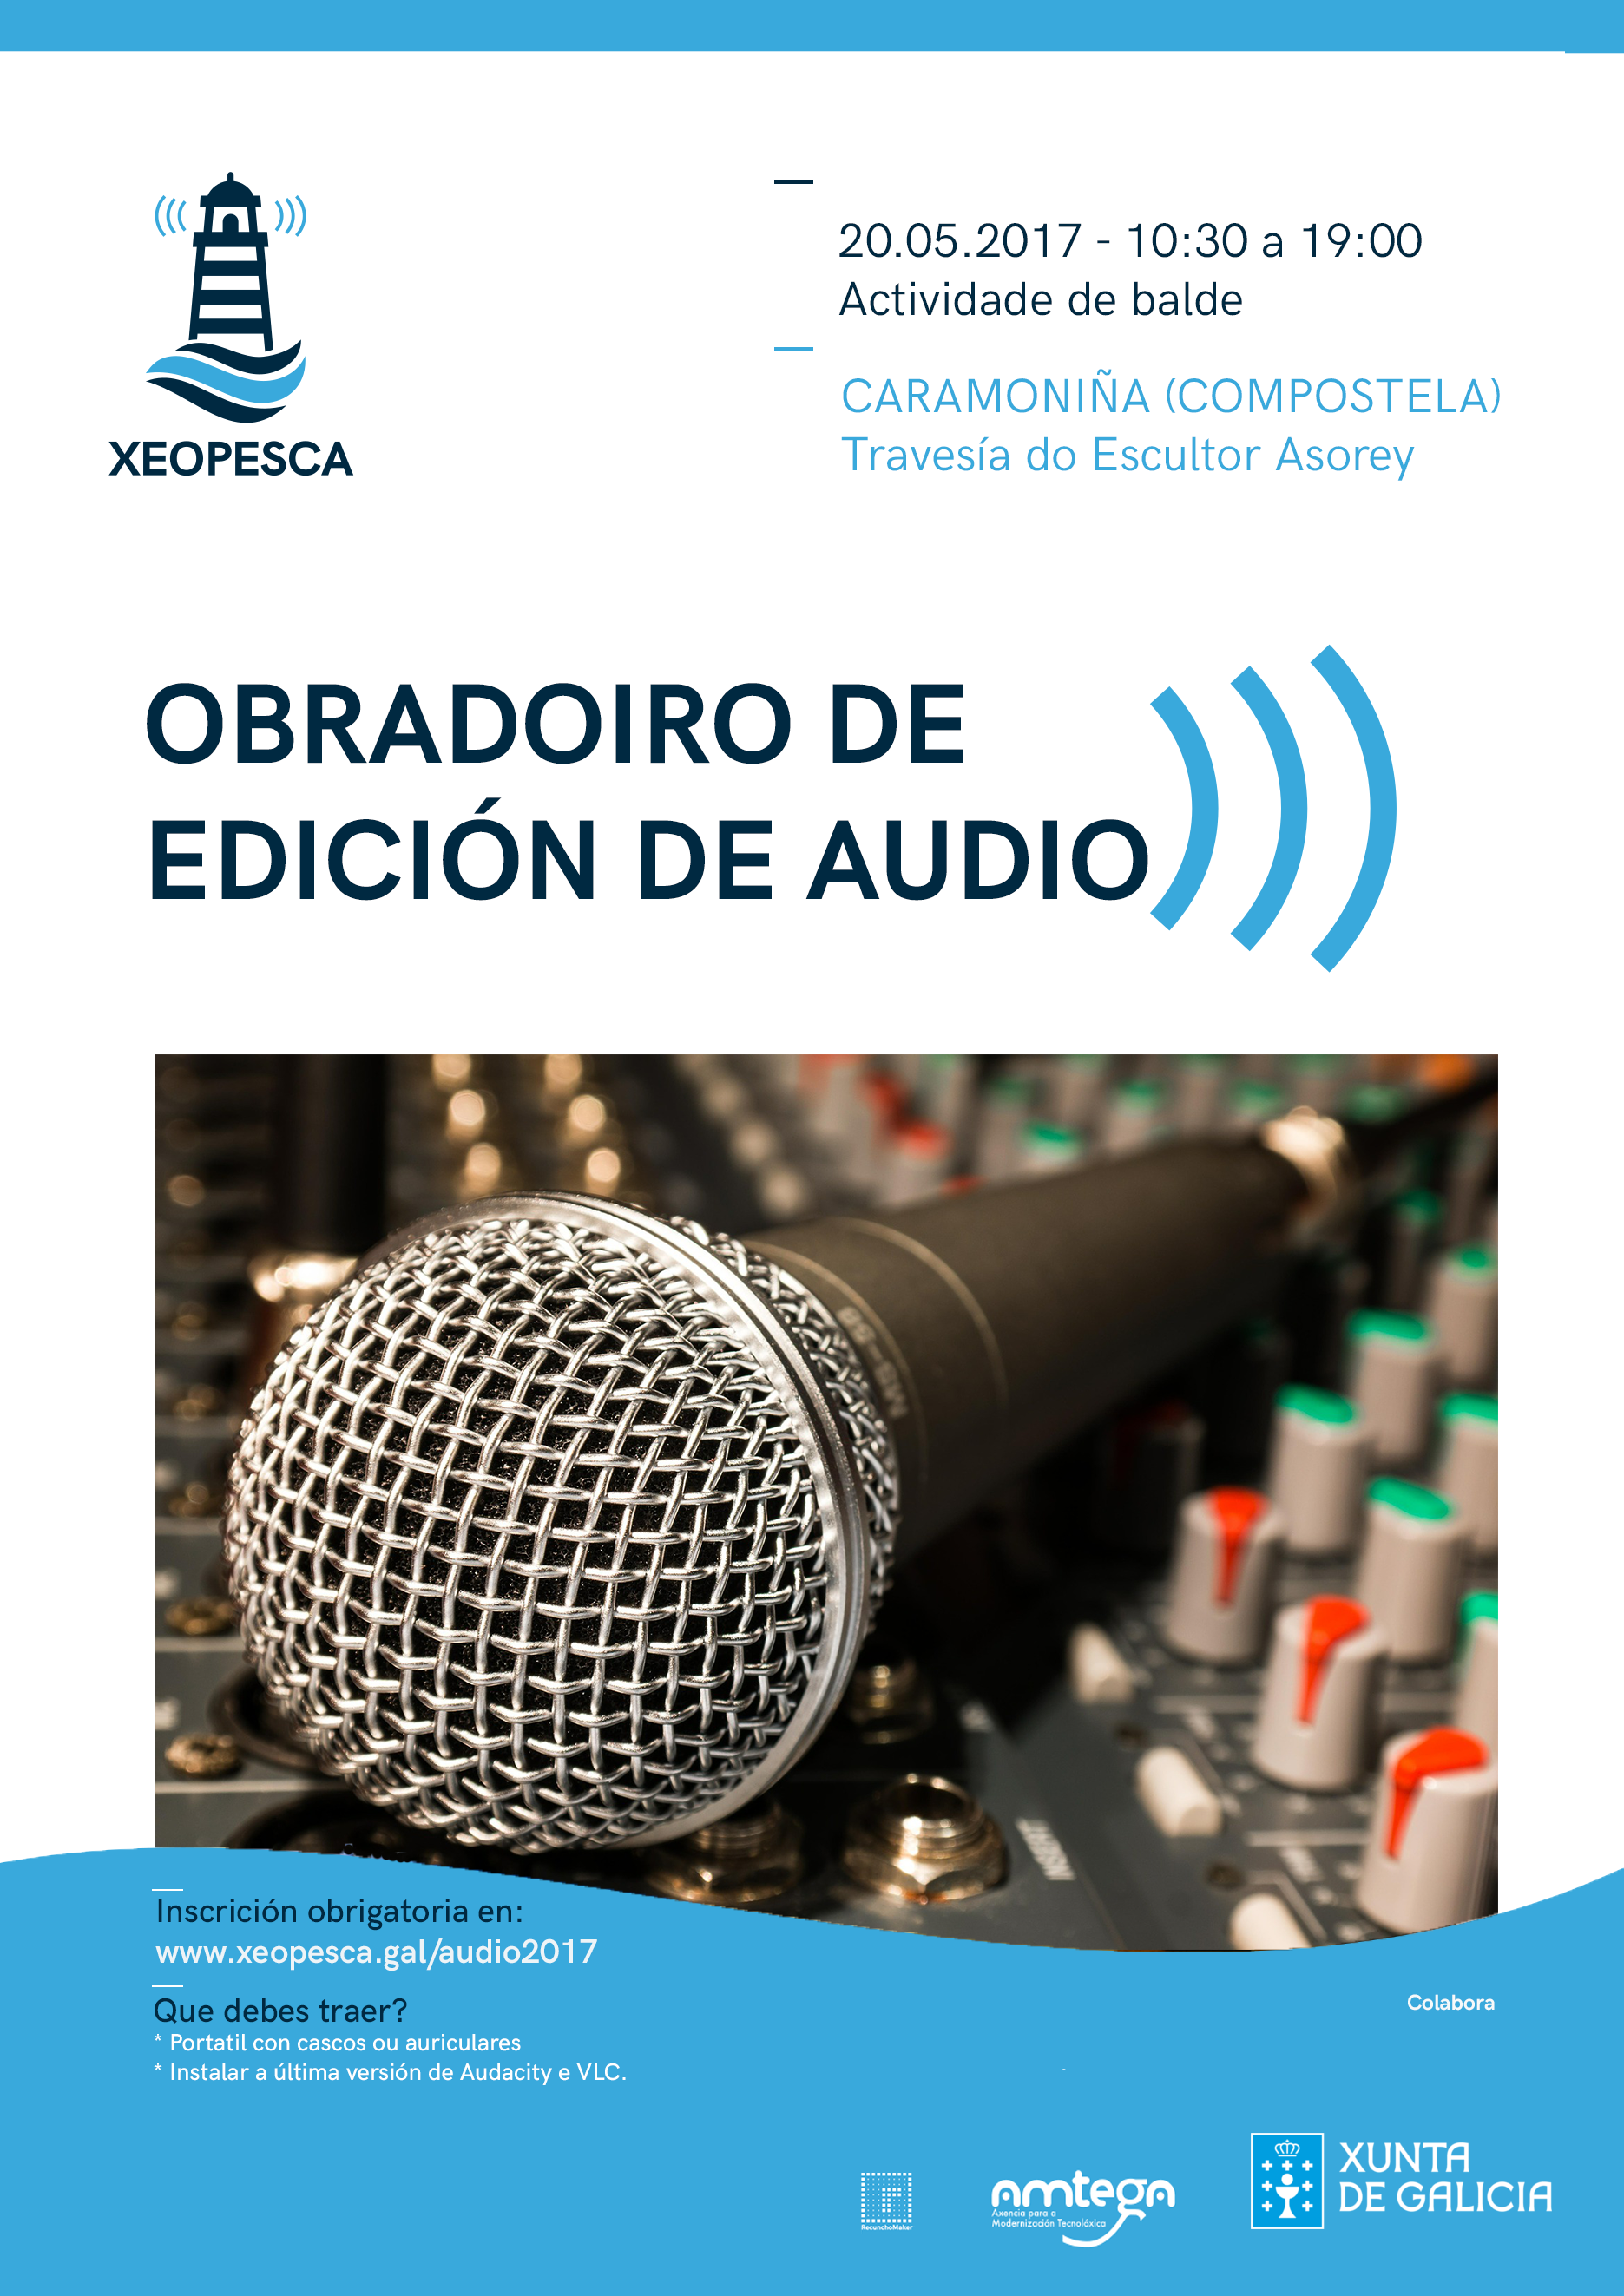 20.05.2017 - 10:30 a 19:00
Actividade de balde
CARAMONIÑA (COMPOSTELA)
Travesía do Escultor Asorey
XEOPESCA
OBRADOIRO DE
EDICIÓN DE AUDIO
INSERT
Inscrición obrigatoria en:
www.xeopesca.gal/audio2017
Que debes traer?
* Portatil con cascos ou auriculares
* Instalar a última versión de Audacity e VLC.
Colabora
RecunchoMaker
amtega
Axencia para a
Modernización Tecnolóxica
XUNTA
DE GALICIA